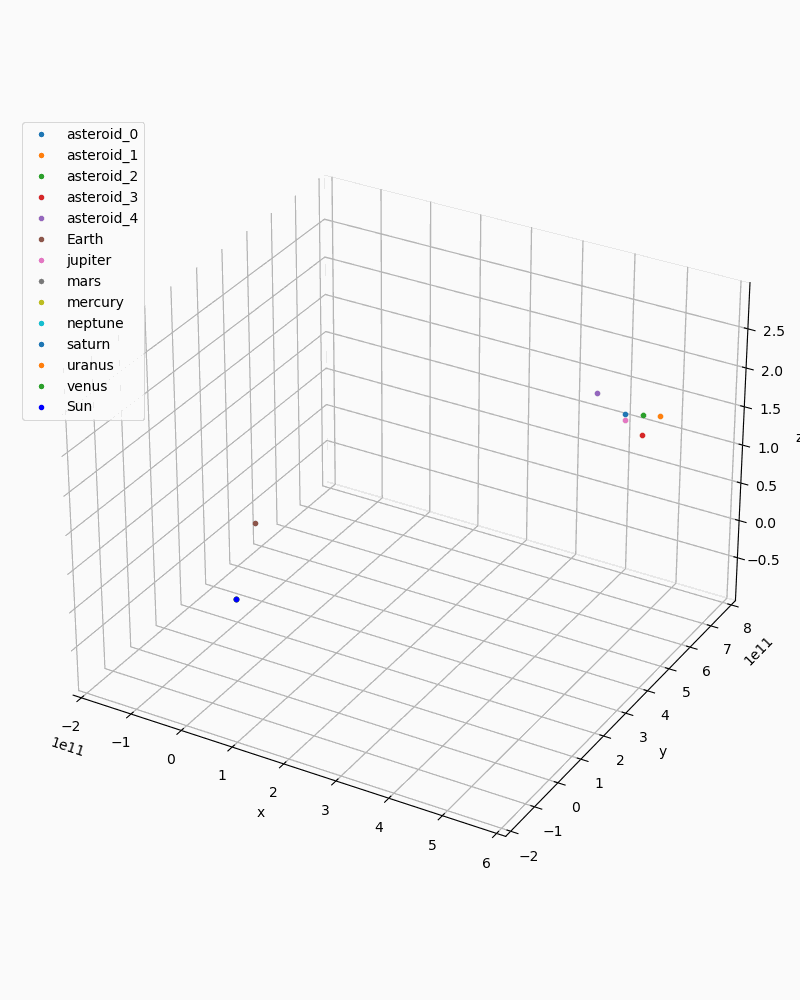 asteroid_0
asteroid_1
asteroid_2
asteroid_3
asteroid_4
Earth
jupiter
mars
mercury
neptune
saturn
uranus
venus
Sun
2.5
2.0
1.5
1.0
0.5
0.0
−0.5
z
8
7
6
5
4
3
2
1
0
−1
−2
1e11
y
−2
−1
0
1
2
3
4
5
6
1e11
x